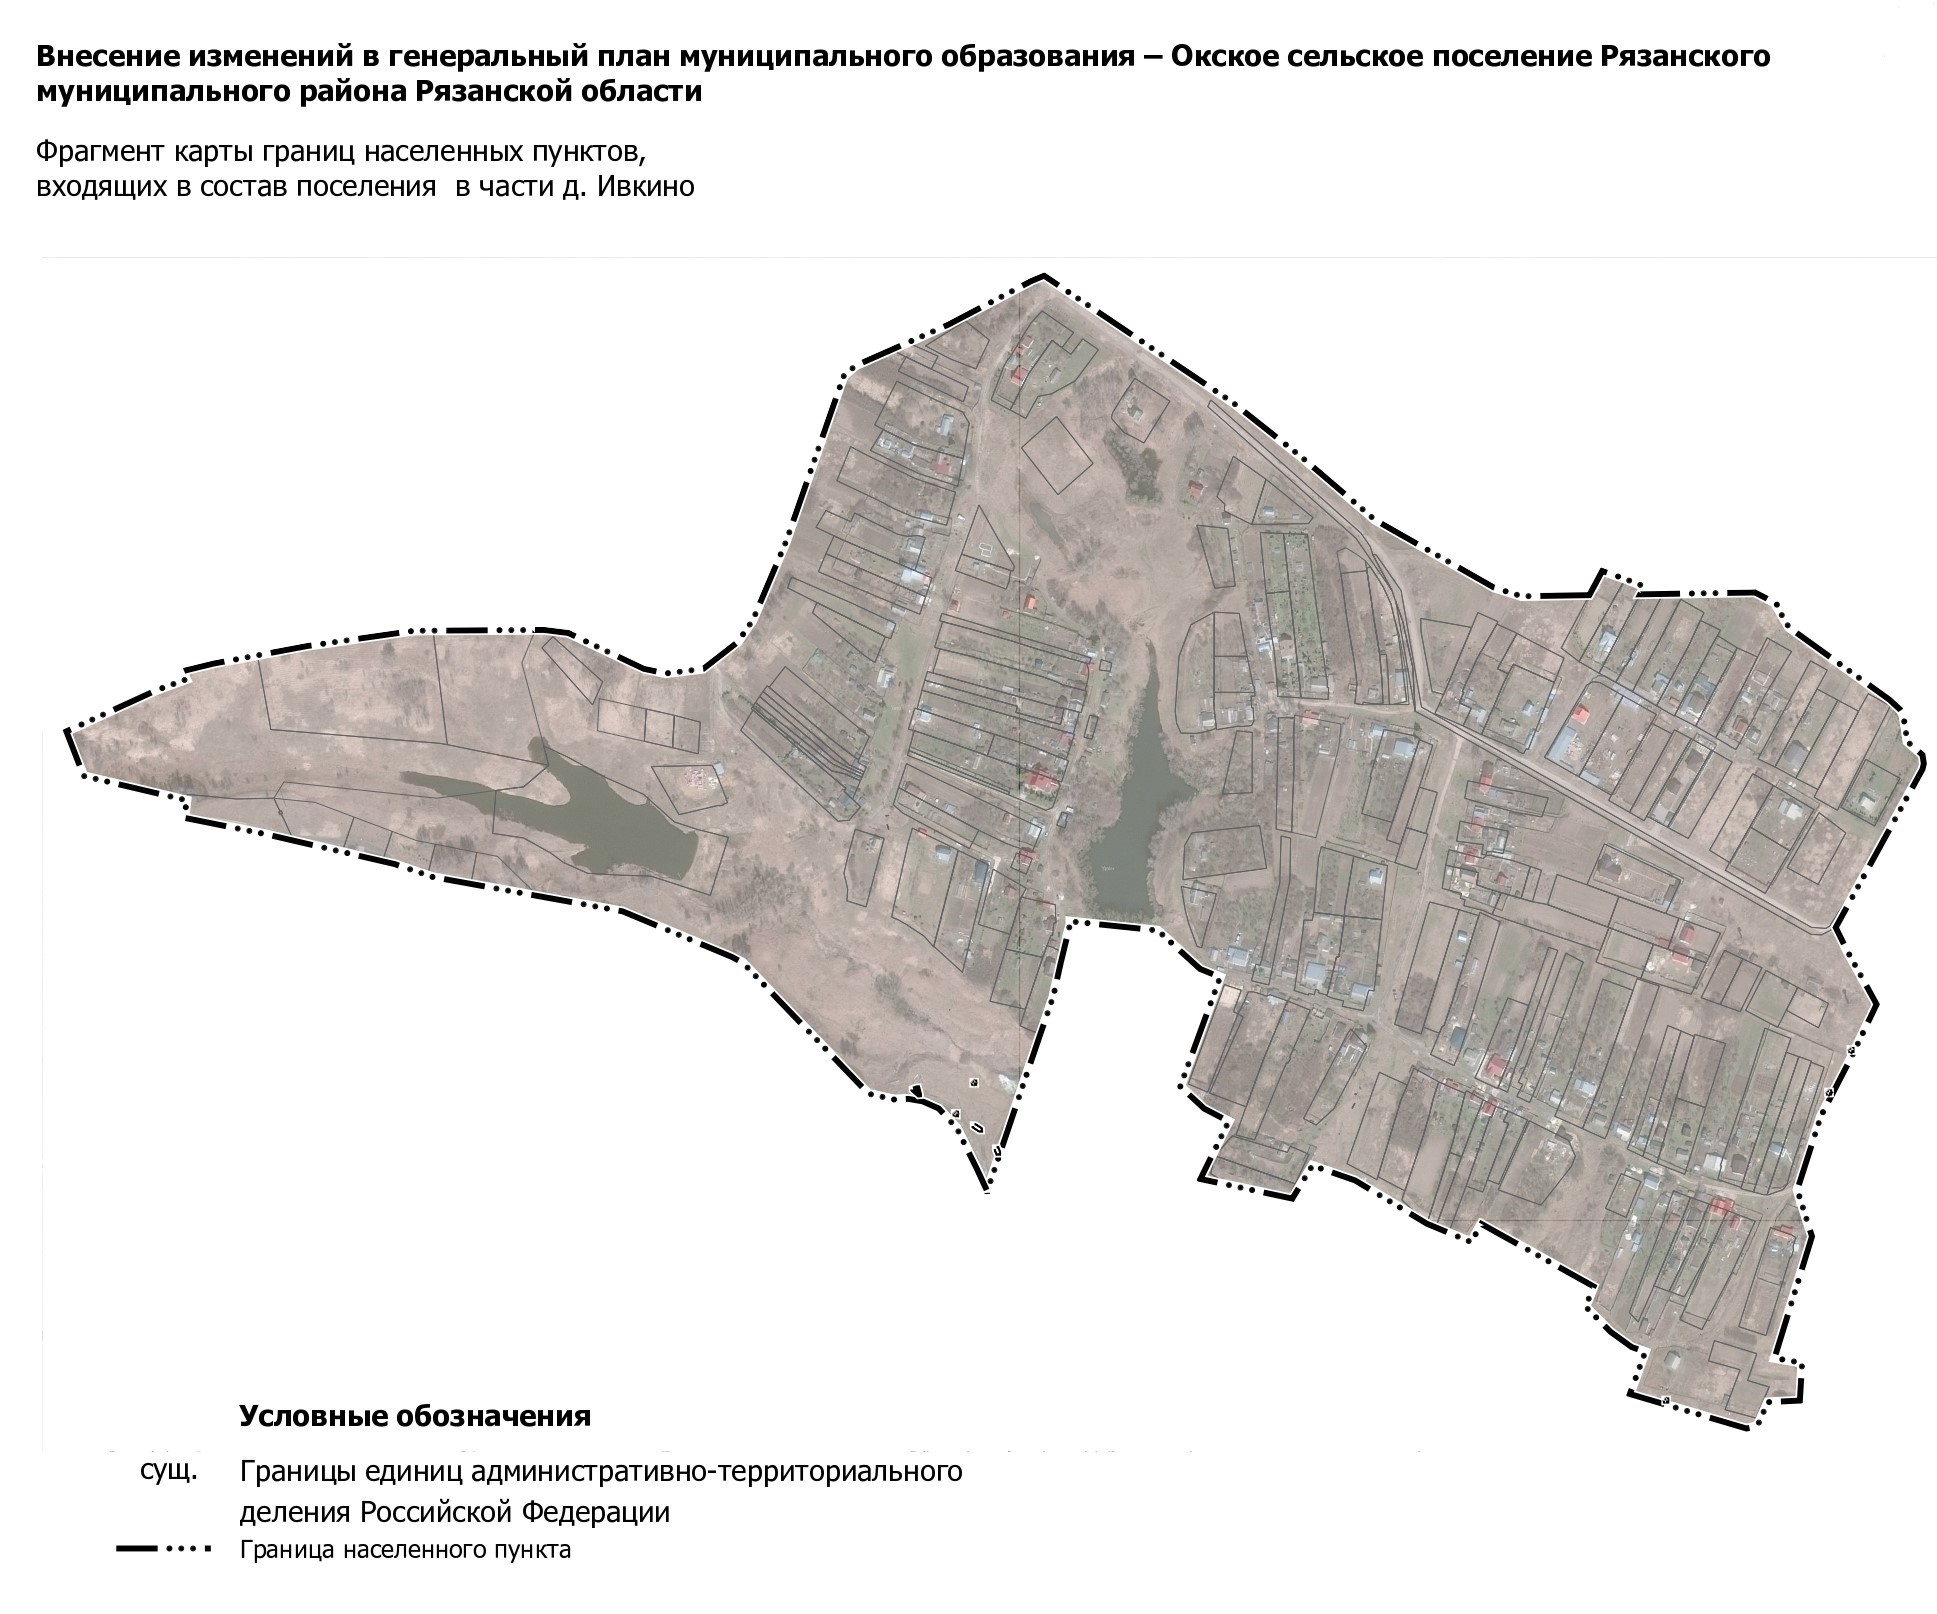 Внесение изменений в генеральный план муниципального образования – Окское сельское поселение Рязанского
муниципального района Рязанской области
Фрагмент карты границ населенных пунктов,
входящих в состав поселения в части д. Ивкино
Условные обозначения
сущ. Границы единиц административно-территориального
деления Российской Федерации
Граница населенного пункта